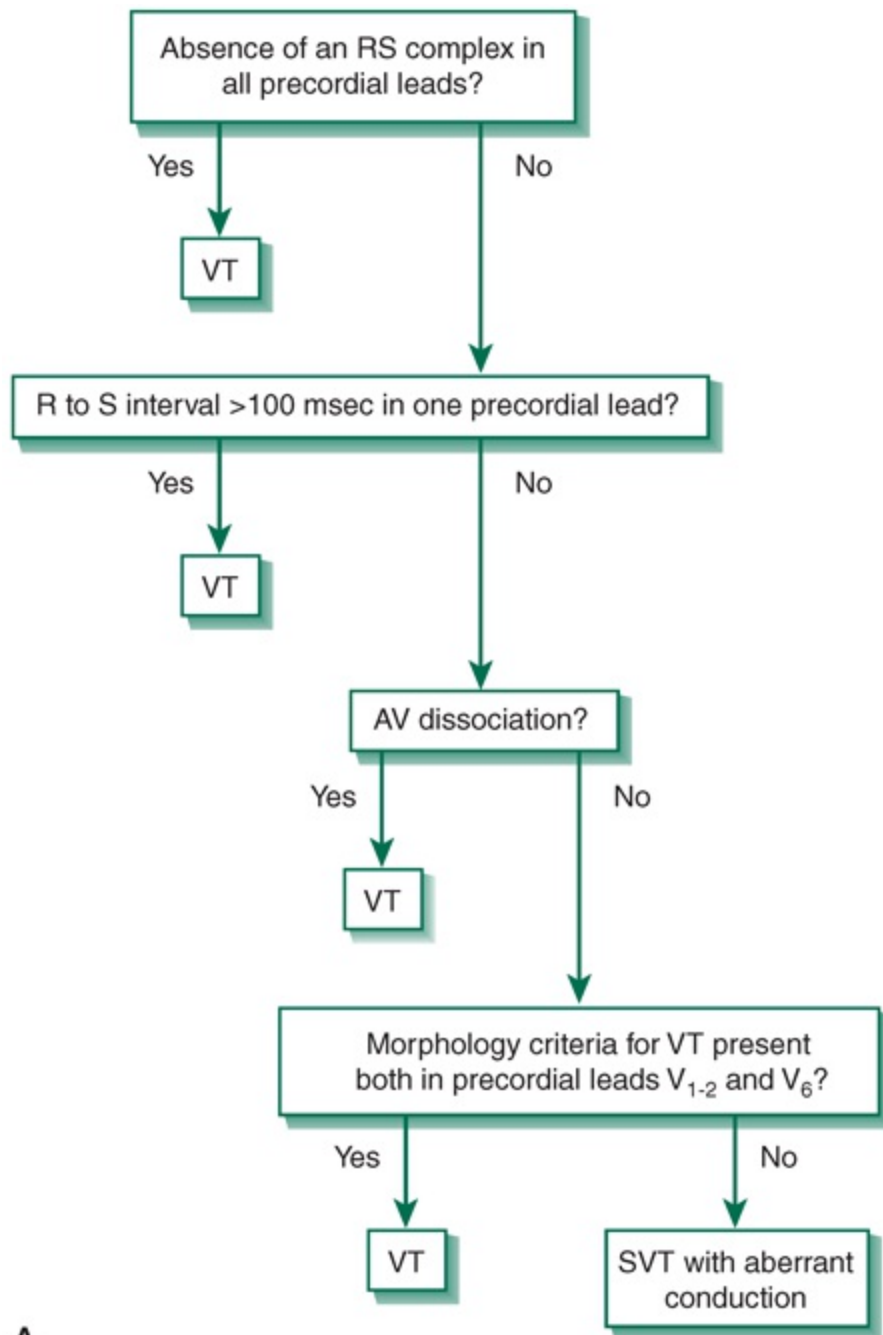 Absence of an RS complex in
all precordial leads?
Yes
No
VT
R to S interval >100 msec in one precordial lead?
Yes
No
VT
AV dissociation?
Yes
No
VT
Morphology criteria for VT present
both in precordial leads V1-2 and V6?
Yes
No
VT
SVT with aberrant
conduction
A